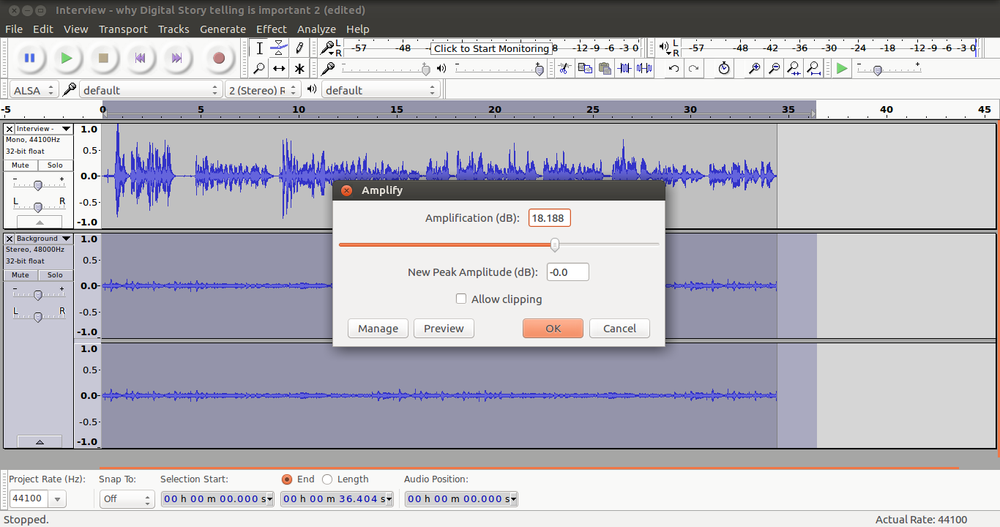 Interview - why Digital Story telling is important 2 (edited)
File Edit View Transport Tracks Generate Effect Analyze Help
L R -57 -48 -4 Click to Start Monitoring 8 -12 -9 -6 -3 0 L R -57 -48 -42 -36 -30 -24 -18 -12 -9 -6 -3 0
ALSA default 2 (Stereo) R default
-5 0 5 10 15 20 25 30 35 40 45
Interview -
Mono, 44100Hz
32-bit float
Mute Solo
- +
L R
1.0
0.5-
0.0-
-0.5-
-1.0
Amplify
Amplification (dB): 18.188
New Peak Amplitude (dB): -0.0
Allow clipping
Manage Preview OK Cancel
Background
Stereo, 48000Hz
32-bit float
Mute Solo
- +
L R
1.0
0.5-
0.0-
-0.5-
-1.0
1.0
0.5-
0.0-
-0.5-
-1.0
Project Rate (Hz): Snap To: Selection Start: End Length Audio Position:
44100 Off 00 h 00 m 00.000 s 00 h 00 m 36.404 s 00 h 00 m 00.000 s
Stopped. Actual Rate: 44100